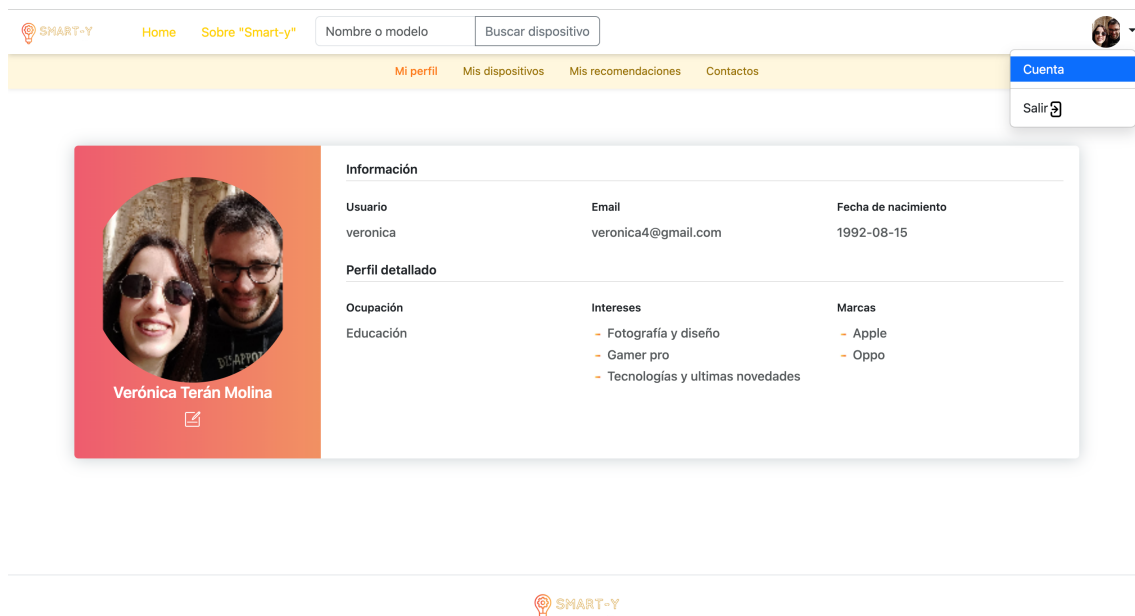 SMART-Y Home Sobre "Smart-y" Nombre o modelo Buscar dispositivo
Mi perfil Mis dispositivos Mis recomendaciones Contactos
Cuenta
Salir
Información
Usuario Email Fecha de nacimiento
veronica veronica4@gmail.com 1992-08-15
Perfil detallado
Ocupación Intereses Marcas
Educación Fotografía y diseño Apple
Gamer pro Oppo
Tecnologías y ultimas novedades
DISAPPOI
Verónica Terán Molina
SMART-Y